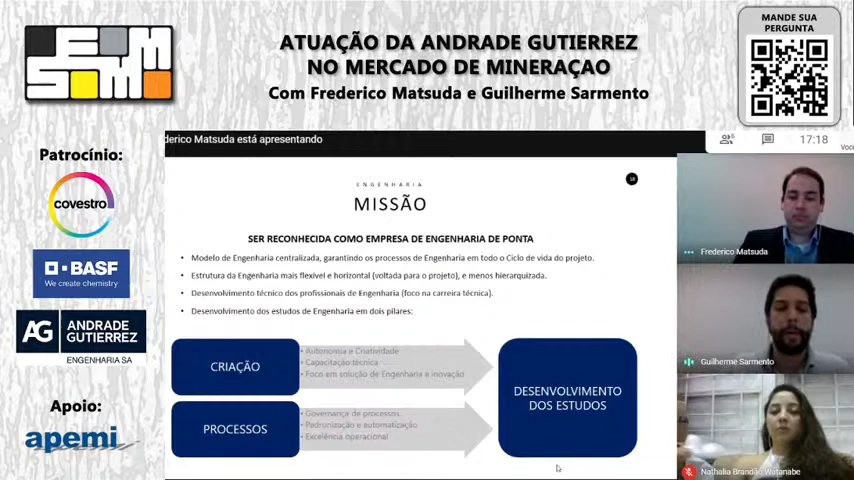 SEMOMI
ATUAÇÃO DA ANDRADE GUTIERREZ
NO MERCADO DE MINERAÇAO
Com Frederico Matsuda e Guilherme Sarmento
MANDE SUA
PERGUNTA
Patrocínio:
covestro
BASF
We create chemistry
AG ANDRADE
GUTIERREZ
ENGENHARIA SA
Apoio:
apemi
derico Matsuda está apresentando
6
17:18
Você
ENGENHARIA
18
MISSÃO
SER RECONHECIDA COMO EMPRESA DE ENGENHARIA DE PONTA
• Modelo de Engenharia centralizada, garantindo os processos de Engenharia em todo o Ciclo de vida do projeto.
• Estrutura da Engenharia mais flexível e horizontal (voltada para o projeto), e menos hierarquizada.
• Desenvolvimento técnico dos profissionais de Engenharia (foco na carreira técnica).
• Desenvolvimento dos estudos de Engenharia em dois pilares:
CRIAÇÃO
• Autonomia e Criatividade
• Capacitação técnica
• Foco em solução de Engenharia e inovação
PROCESSOS
• Governança de processos.
• Padronização e automatização
• Excelência operacional
DESENVOLVIMENTO
DOS ESTUDOS
Frederico Matsuda
Guilherme Sarmento
Nathalia Brandão Watanabe